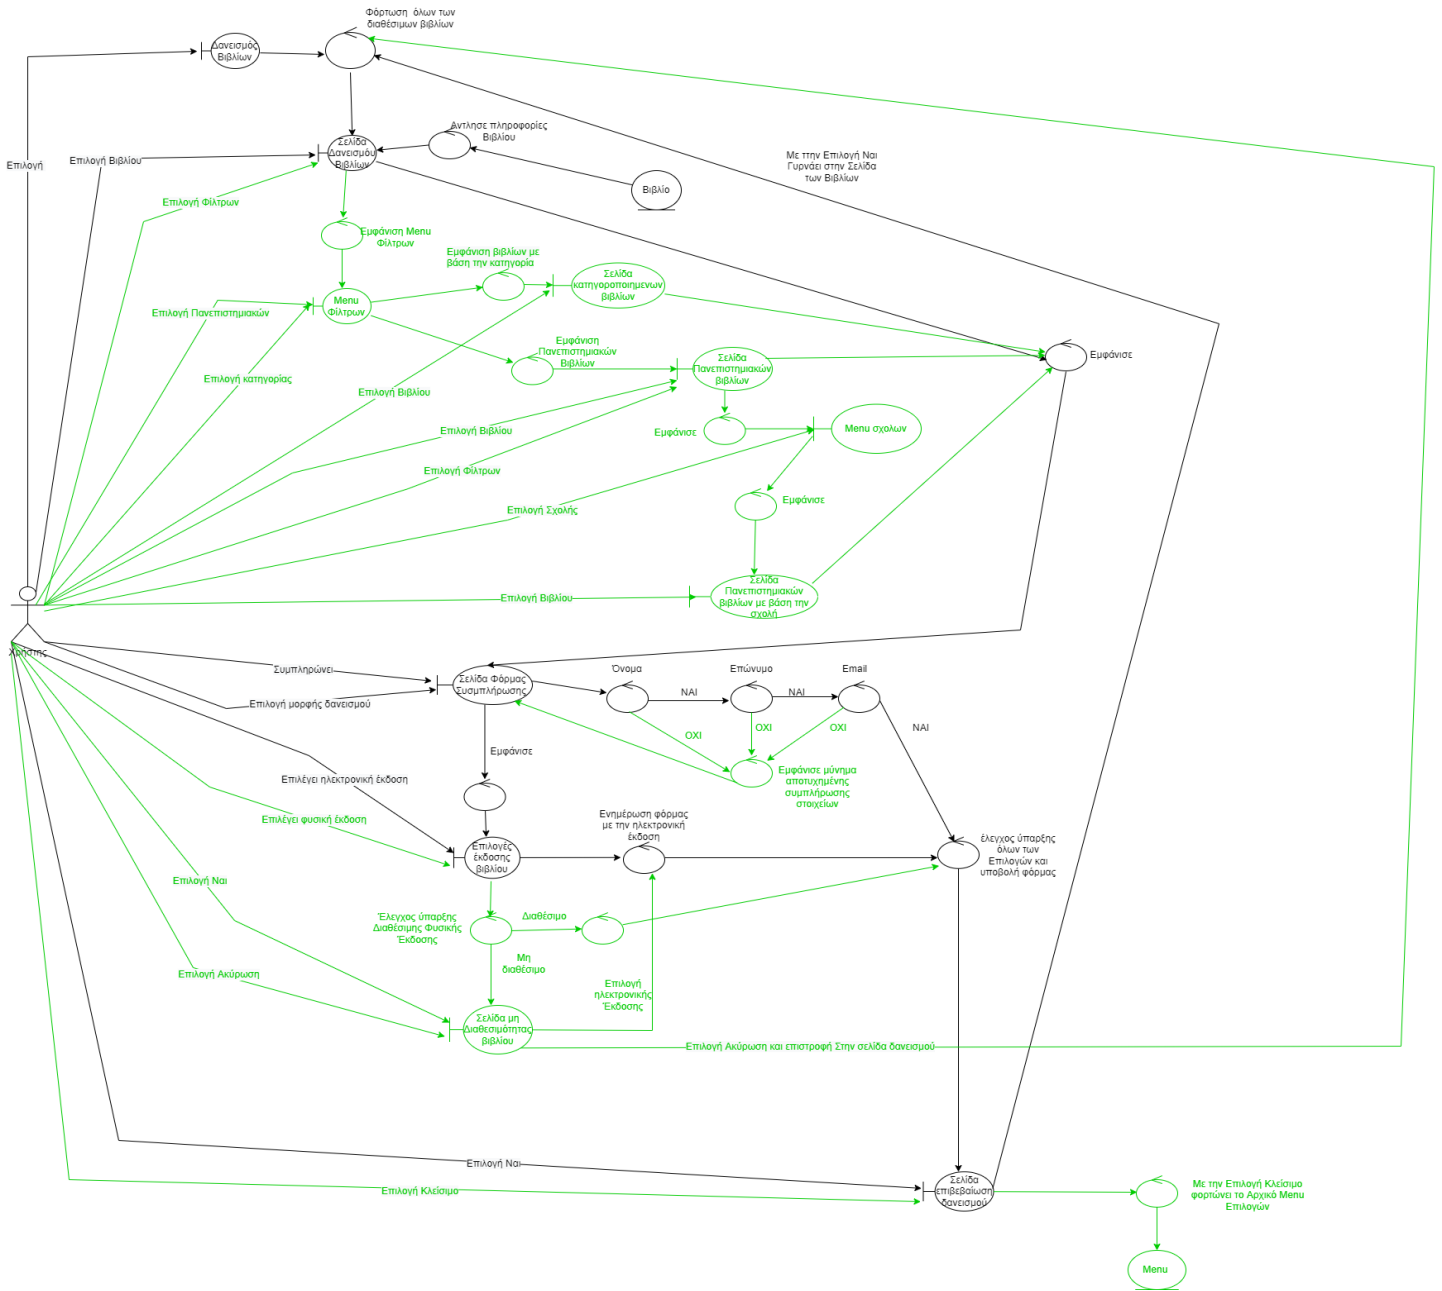 Φόρτωση όλων των
διαθέσιμων βιβλίων
Δανεισμός
Βιβλίων
Επιλογή
Επιλογή Βιβλίου
Σελίδα
Δανεισμόυ
Βιβλίων
Αντλησε πληροφορίες
Βιβλίου
Βιβλίο
Με ττην Επιλογή Ναι
Γυρνάει στην Σελίδα
των Βιβλίων
Επιλογή Φίλτρων
Εμφάνιση Menu
Φίλτρων
Εμφάνιση βιβλίων με
βάση την κατηγορία
Σελίδα
κατηγοροποιημενων
βιβλίων
Menu
Φίλτρων
Επιλογή Πανεπιστημιακών
Εμφάνιση
Πανεπιστημιακών
Βιβλίων
Σελίδα
Πανεπιστημιακών
βιβλίων
Εμφάνισε
Επιλογή κατηγορίας
Επιλογή Βιβλίου
Επιλογή Βιβλίου
Εμφάνισε
Menu σχολων
Επιλογή Φίλτρων
Εμφάνισε
Επιλογή Σχολής
Επιλογή Βιβλίου
Σελίδα
Πανεπιστημιακών
βιβλίων με βάση την
σχολή
Χρήστης
Συμπληρώνει
Επιλογή μορφής δανεισμού
Σελίδα Φόρμας
Συσμπλήρωσης
Όνομα
Επώνυμο
Email
ΝΑΙ
ΝΑΙ
ΝΑΙ
ΟΧΙ
ΟΧΙ
ΟΧΙ
Εμφάνισε
Εμφάνισε μύνημα
αποτυχημένης
συμπλήρωσης
στοιχείων
Επιλέγει ηλεκτρονική έκδοση
Επιλέγει φυσική έκδοση
Ενημέρωση φόρμας
με την ηλεκτρονική
έκδοση
Επιλογές
έκδοσης
βιβλίου
έλεγχος ύπαρξης
όλων των
Επιλογών και
υποβολή φόρμας
Επιλογή Ναι
Έλεγχος ύπαρξης
Διαθέσιμης Φυσικής
Έκδοσης
Διαθέσιμο
Μη
διαθέσιμο
Επιλογή Ακύρωση
Επιλογή
ηλεκτρονικής
Έκδοσης
Σελίδα μη
Διαθεσιμότητας
βιβλίου
Επιλογή Ακύρωση και επιστροφή Στην σελίδα δανεισμού
Επιλογή Ναι
Επιλογή Κλείσιμο
Σελίδα
επιβεβαίωση
δανεισμού
Με την Επιλογή Κλείσιμο
φορτώνει το Αρχικό Menu
Επιλογών
Menu